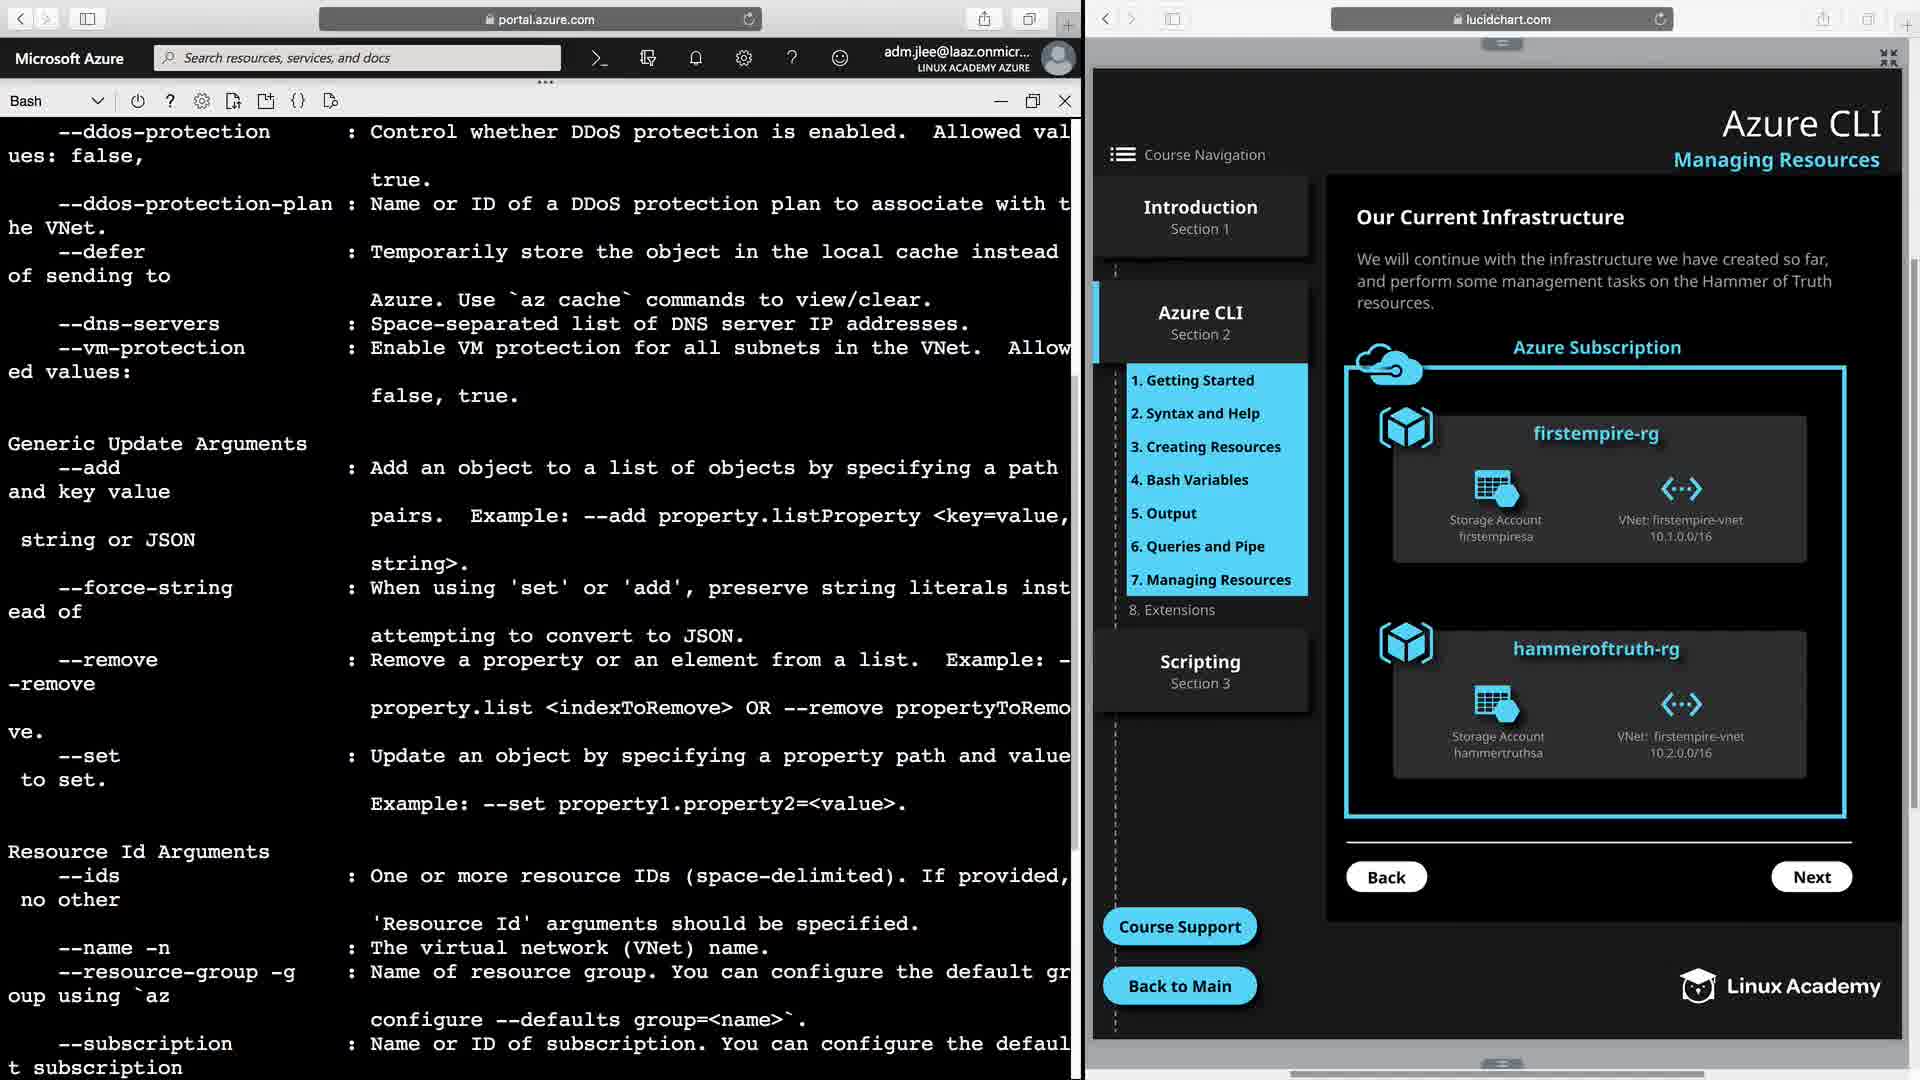 portal.azure.com
Microsoft Azure
Search resources, services, and docs
adm.jlee@laaz.onmicr...
LINUX ACADEMY AZURE
Bash
--ddos-protection : Control whether DDoS protection is enabled. Allowed val
ues: false,
true.
--ddos-protection-plan : Name or ID of a DDoS protection plan to associate with t
he VNet.
--defer : Temporarily store the object in the local cache instead
of sending to
Azure. Use `az cache` commands to view/clear.
--dns-servers : Space-separated list of DNS server IP addresses.
--vm-protection : Enable VM protection for all subnets in the VNet. Allow
ed values:
false, true.
Generic Update Arguments
--add : Add an object to a list of objects by specifying a path
and key value
pairs. Example: --add property.listProperty <key=value,
string or JSON
string>.
--force-string : When using 'set' or 'add', preserve string literals inst
ead of
attempting to convert to JSON.
--remove : Remove a property or an element from a list. Example: -
-remove
property.list <indexToRemove> OR --remove propertyToRemo
ve.
--set : Update an object by specifying a property path and value
to set.
Example: --set property1.property2=<value>.
Resource Id Arguments
--ids : One or more resource IDs (space-delimited). If provided,
no other
'Resource Id' arguments should be specified.
--name -n : The virtual network (VNet) name.
--resource-group -g : Name of resource group. You can configure the default gr
oup using `az
configure --defaults group=<name>`.
--subscription : Name or ID of subscription. You can configure the defaul
t subscription
lucidchart.com
Azure CLI
Managing Resources
Course Navigation
Introduction
Section 1
Azure CLI
Section 2
1. Getting Started
2. Syntax and Help
3. Creating Resources
4. Bash Variables
5. Output
6. Queries and Pipe
7. Managing Resources
8. Extensions
Scripting
Section 3
Course Support
Back to Main
Our Current Infrastructure
We will continue with the infrastructure we have created so far,
and perform some management tasks on the Hammer of Truth
resources.
Azure Subscription
firstempire-rg
Storage Account
firstempiresa
VNet: firstempire-vnet
10.1.0.0/16
hammeroftruth-rg
Storage Account
hammertruthsa
VNet: firstempire-vnet
10.2.0.0/16
Back
Next
Linux Academy